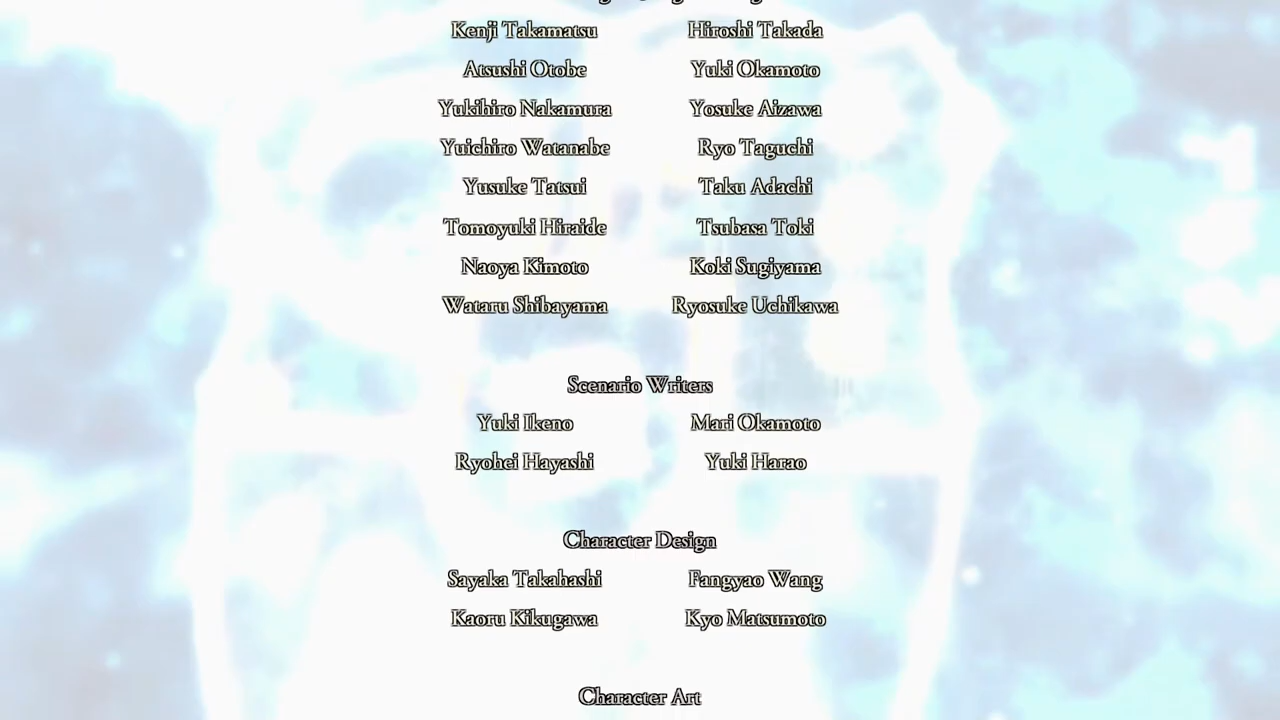 Kenji Takamatsu Hiroshi Takada
Atsushi Otobe Yuki Okamoto
Yukihiro Nakamura Yosuke Aizawa
Yuichiro Watanabe Ryo Taguchi
Yusuke Tatsui Taku Adachi
Tomoyuki Hiraide Tsubasa Toki
Naoya Kimoto Koki Sugiyama
Wataru Shibayama Ryosuke Uchikawa
Scenario Writers
Yuki Ikeno Mari Okamoto
Ryohei Hayashi Yuki Harao
Character Design
Sayaka Takahashi Fangyao Wang
Kaoru Kikugawa Kyo Matsumoto
Character Art